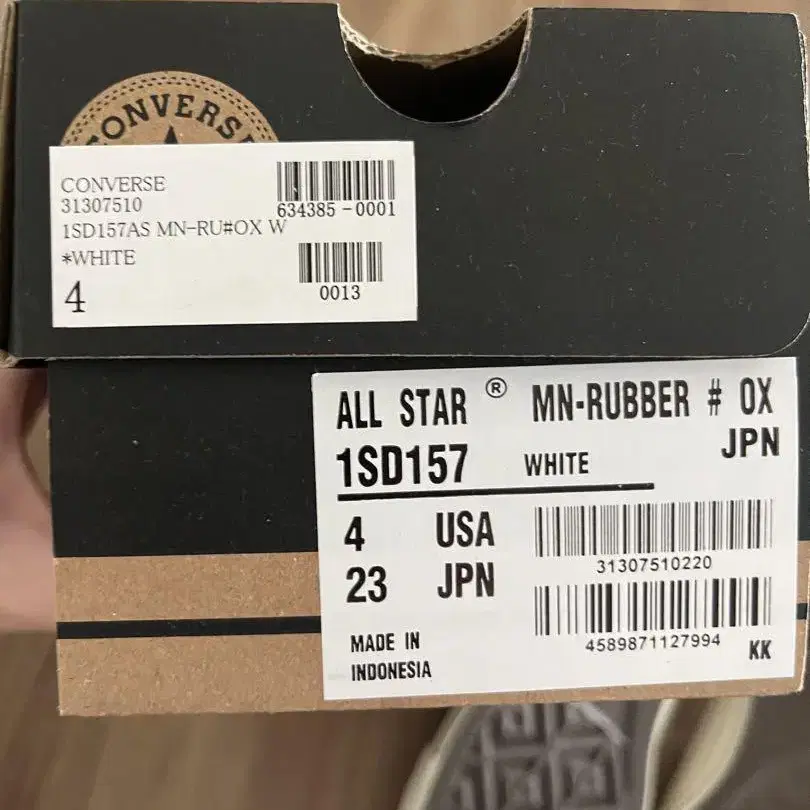 CONVERSE
CONVERSE
31307510
634385-0001
1SD157AS MN-RU#OX W
*WHITE
4
0013
ALL STAR ® MN-RUBBER # OX
JPN
1SD157 WHITE
4 USA
31307510220
23 JPN
4589871127994
MADE IN
INDONESIA
KK